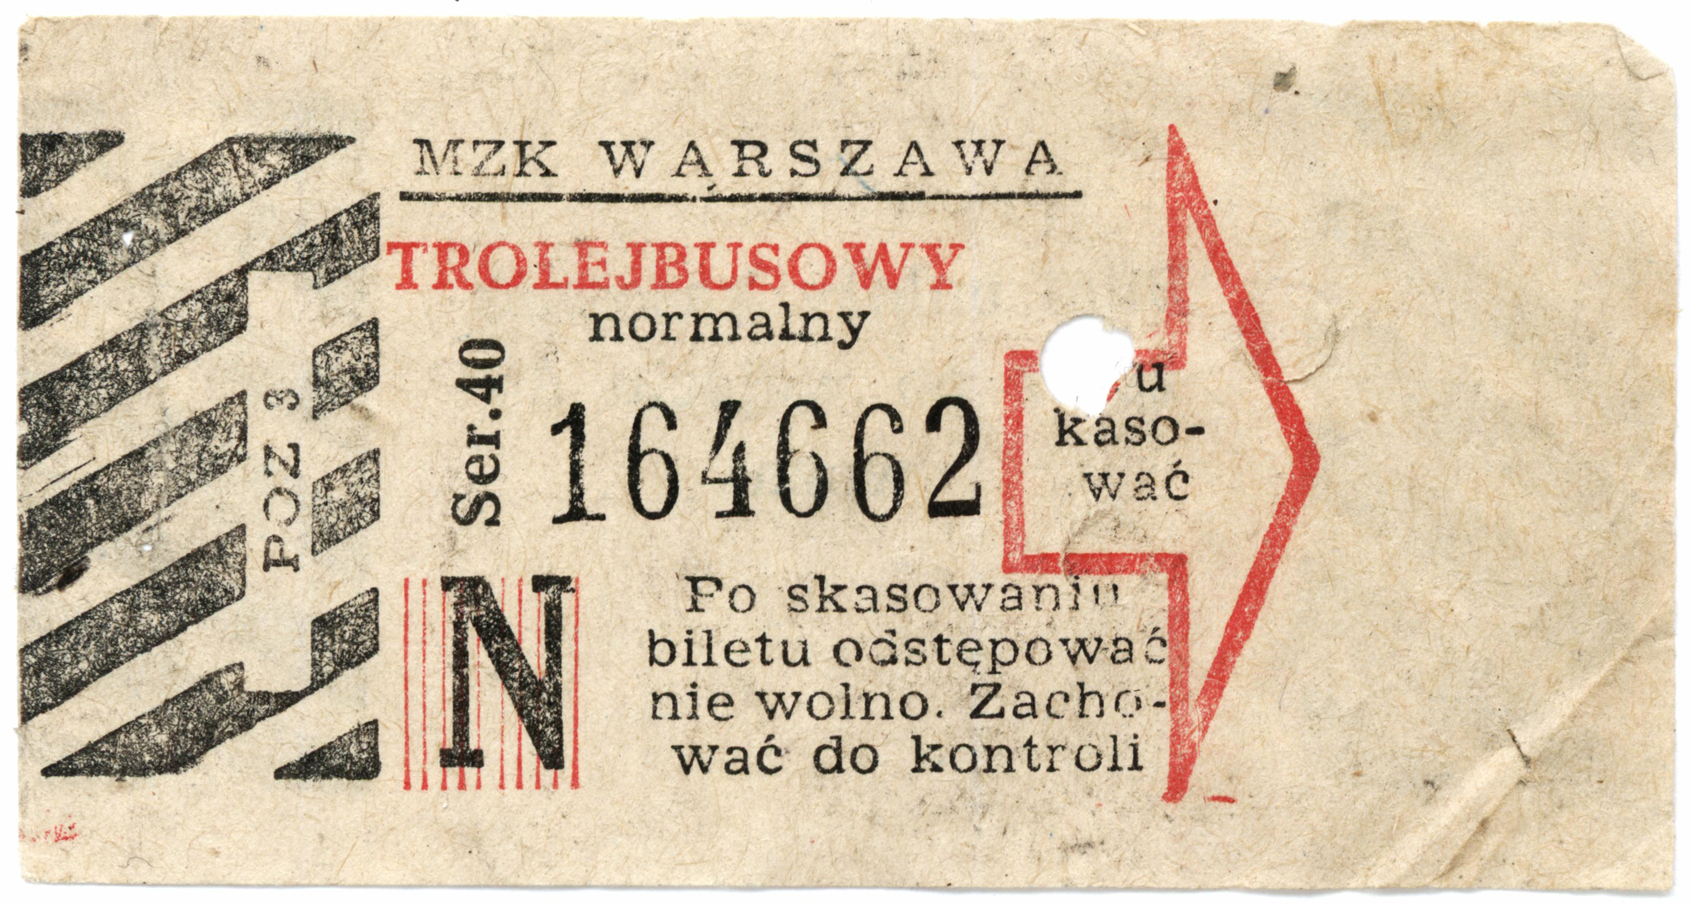 MZK WARSZAWA
TROLEJBUSOWY
normalny
POZ 3
Ser.40
164662
u
kaso-
wać
N
Po skasowaniu
biletu odstępować
nie wolno. Zacho-
wać do kontroli